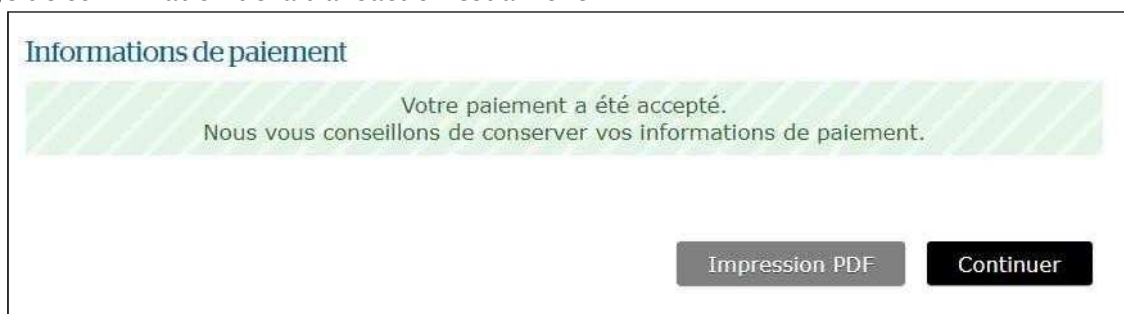 Informations de paiement
Votre paiement a été accepté.
Nous vous conseillons de conserver vos informations de paiement.
Impression PDF
Continuer